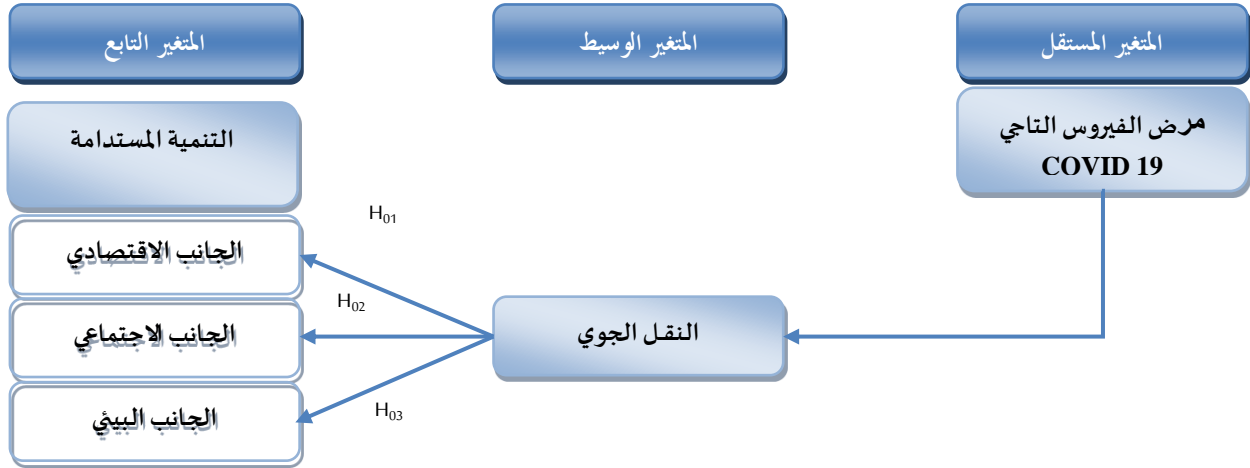 المتغير المستقل
المتغير الوسيط
المتغير التابع
مرض الفيروس التاجي
COVID 19
التنمية المستدامة
H01
الجانب الاقتصادي
H02
الجانب الاجتماعي
النقل الجوي
H03
الجانب البيئي